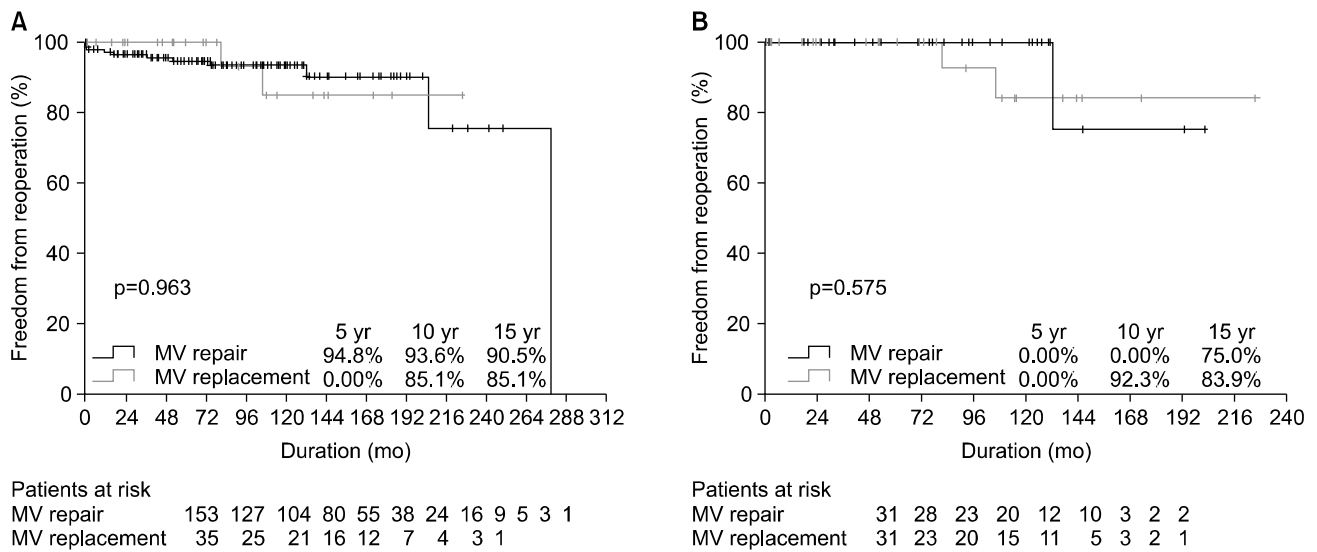 A
Freedom from reoperation (%)
100
80
60
40
20
0
p=0.963
5 yr 10 yr 15 yr
MV repair 94.8% 93.6% 90.5%
MV replacement 0.00% 85.1% 85.1%
0 24 48 72 96 120 144 168 192 216 240 264 288 312
Duration (mo)
Patients at risk
MV repair 153 127 104 80 55 38 24 16 9 5 3 1
MV replacement 35 25 21 16 12 7 4 3 1
B
Freedom from reoperation (%)
100
80
60
40
20
0
p=0.575
5 yr 10 yr 15 yr
MV repair 0.00% 0.00% 75.0%
MV replacement 0.00% 92.3% 83.9%
0 24 48 72 96 120 144 168 192 216 240
Duration (mo)
Patients at risk
MV repair 31 28 23 20 12 10 3 2 2
MV replacement 31 23 20 15 11 5 3 2 1